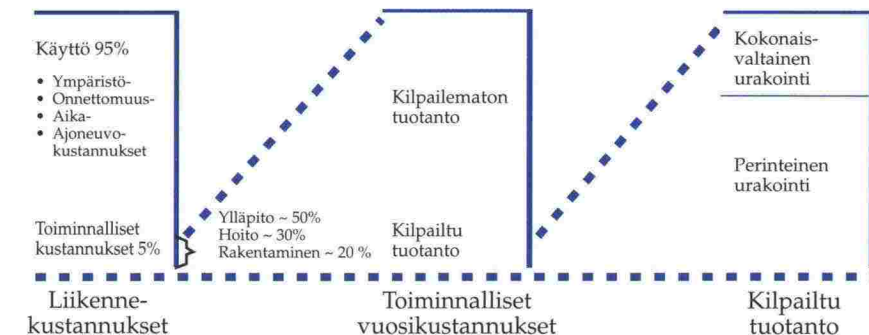 Käyttö 95%
• Ympäristö-
• Onnettomuus-
• Aika-
• Ajoneuvo-
kustannukset
Toiminnalliset
kustannukset 5%
Ylläpito ~ 50%
Hoito ~ 30%
Rakentaminen ~ 20 %
Liikenne-
kustannukset
Kilpailematon
tuotanto
Kilpailtu
tuotanto
Toiminnalliset
vuosikustannukset
Kokonais-
valtainen
urakointi
Perinteinen
urakointi
Kilpailtu
tuotanto